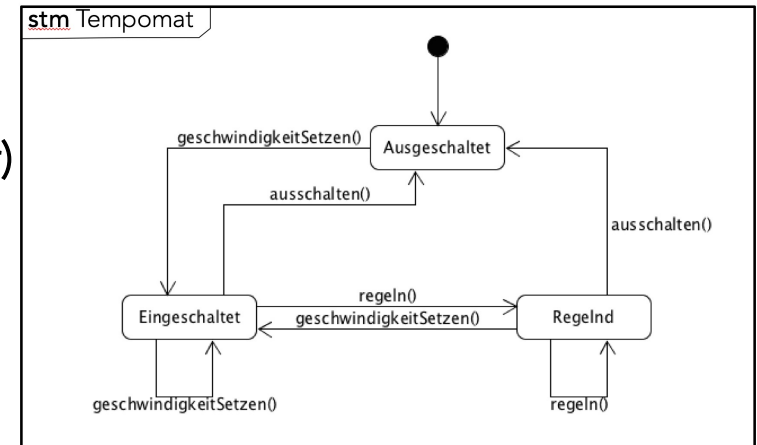 stm Tempomat
geschwindigkeitSetzen()
Ausgeschaltet
)
ausschalten()
ausschalten()
regeln()
Eingeschaltet
geschwindigkeitSetzen()
Regelnd
geschwindigkeitSetzen()
regeln()